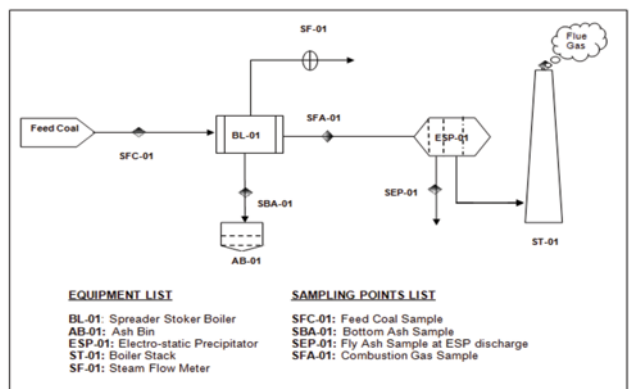 SF-01
Flue
Gas
Feed Coal
SFC-01
BL-01
SFA-01
ESP-01
SBA-01
SEP-01
AB-01
ST-01
EQUIPMENT LIST
BL-01: Spreader Stoker Boiler
AB-01: Ash Bin
ESP-01: Electro-static Precipitator
ST-01: Boiler Stack
SF-01: Steam Flow Meter
SAMPLING POINTS LIST
SFC-01: Feed Coal Sample
SBA-01: Bottom Ash Sample
SEP-01: Fly Ash Sample at ESP discharge
SFA-01: Combustion Gas Sample